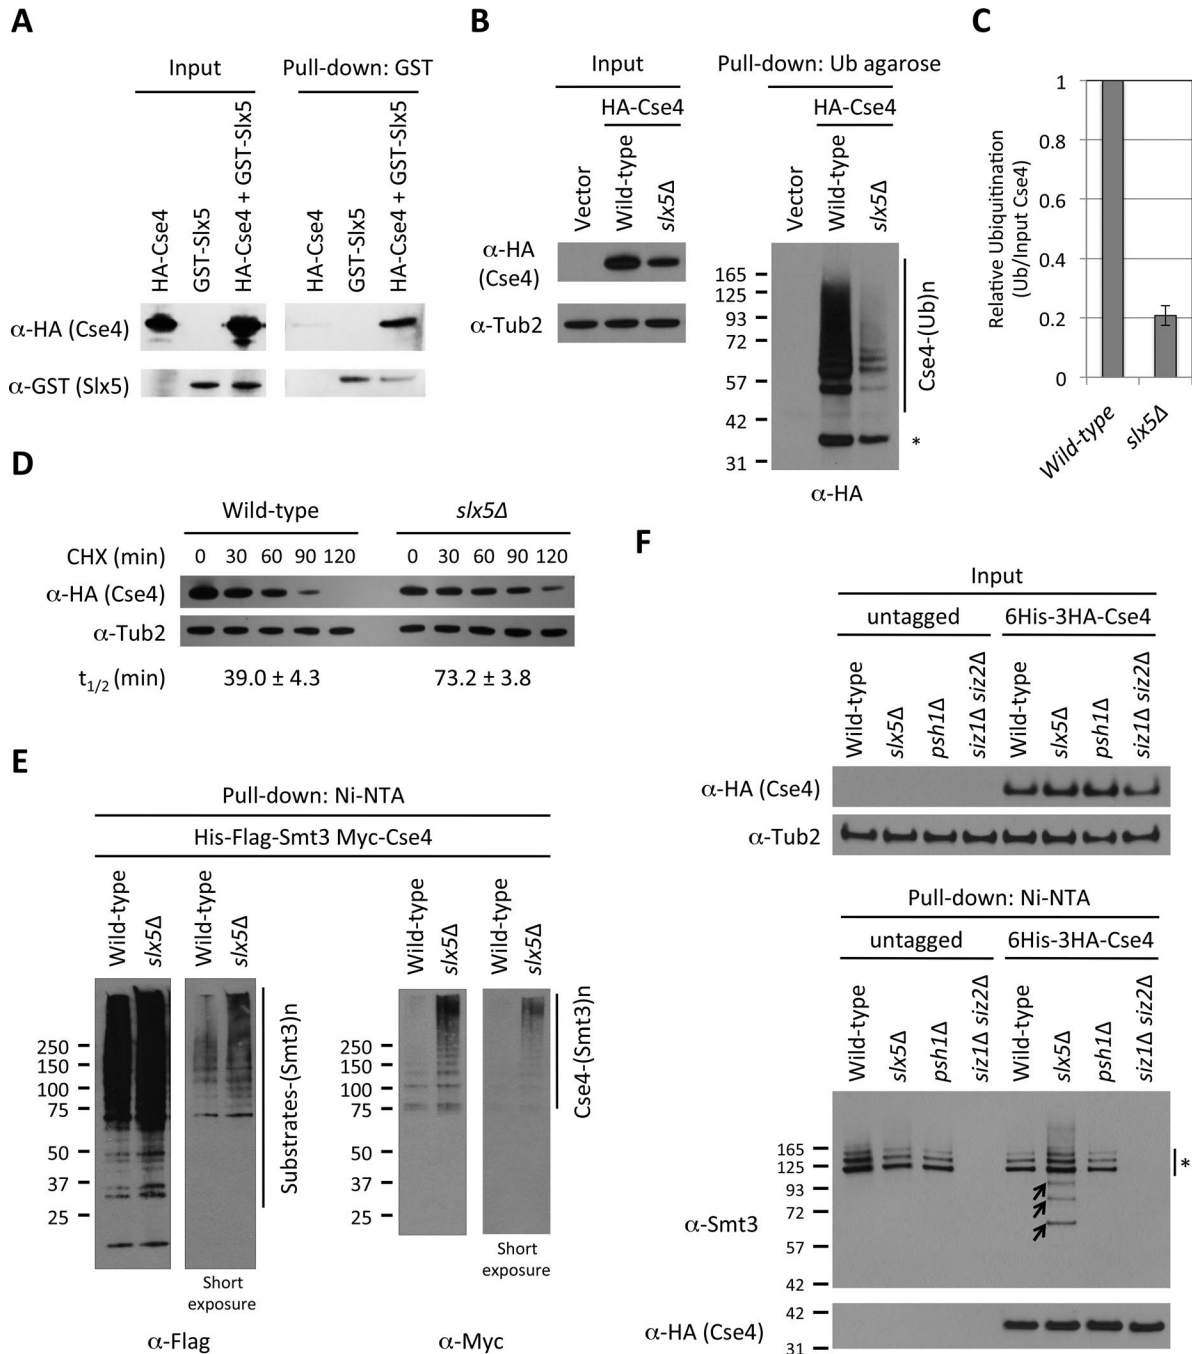 A
Input
Pull-down: GST
HA-Cse4
GST-Slx5
HA-Cse4 + GST-Slx5
HA-Cse4
GST-Slx5
HA-Cse4 + GST-Slx5
α-HA (Cse4)
α-GST (Slx5)
B
Input
Pull-down: Ub agarose
HA-Cse4
HA-Cse4
Vector
Wild-type
slx5Δ
Vector
Wild-type
slx5Δ
α-HA
(Cse4)
α-Tub2
165
125
93
72
57
42
31
Cse4-(Ub)n
*
α-HA
C
Relative Ubiquitination
(Ub/Input Cse4)
1
0.8
0.6
0.4
0.2
0
Wild-type
slx5Δ
D
Wild-type
slx5Δ
CHX (min) 0 30 60 90 120 0 30 60 90 120
α-HA (Cse4)
α-Tub2
t1/2 (min) 39.0 ± 4.3 73.2 ± 3.8
E
Pull-down: Ni-NTA
His-Flag-Smt3 Myc-Cse4
Wild-type
slx5Δ
Wild-type
slx5Δ
Wild-type
slx5Δ
Wild-type
slx5Δ
250
150
100
75
50
37
25
Substrates-(Smt3)n
250
150
100
75
50
37
25
Cse4-(Smt3)n
Short
exposure
Short
exposure
α-Flag
α-Myc
F
Input
untagged
6His-3HA-Cse4
Wild-type
slx5Δ
psh1Δ
siz1Δ siz2Δ
Wild-type
slx5Δ
psh1Δ
siz1Δ siz2Δ
α-HA (Cse4)
α-Tub2
Pull-down: Ni-NTA
untagged
6His-3HA-Cse4
Wild-type
slx5Δ
psh1Δ
siz1Δ siz2Δ
Wild-type
slx5Δ
psh1Δ
siz1Δ siz2Δ
165
125
93
72
57
42
*
α-Smt3
42
31
α-HA (Cse4)